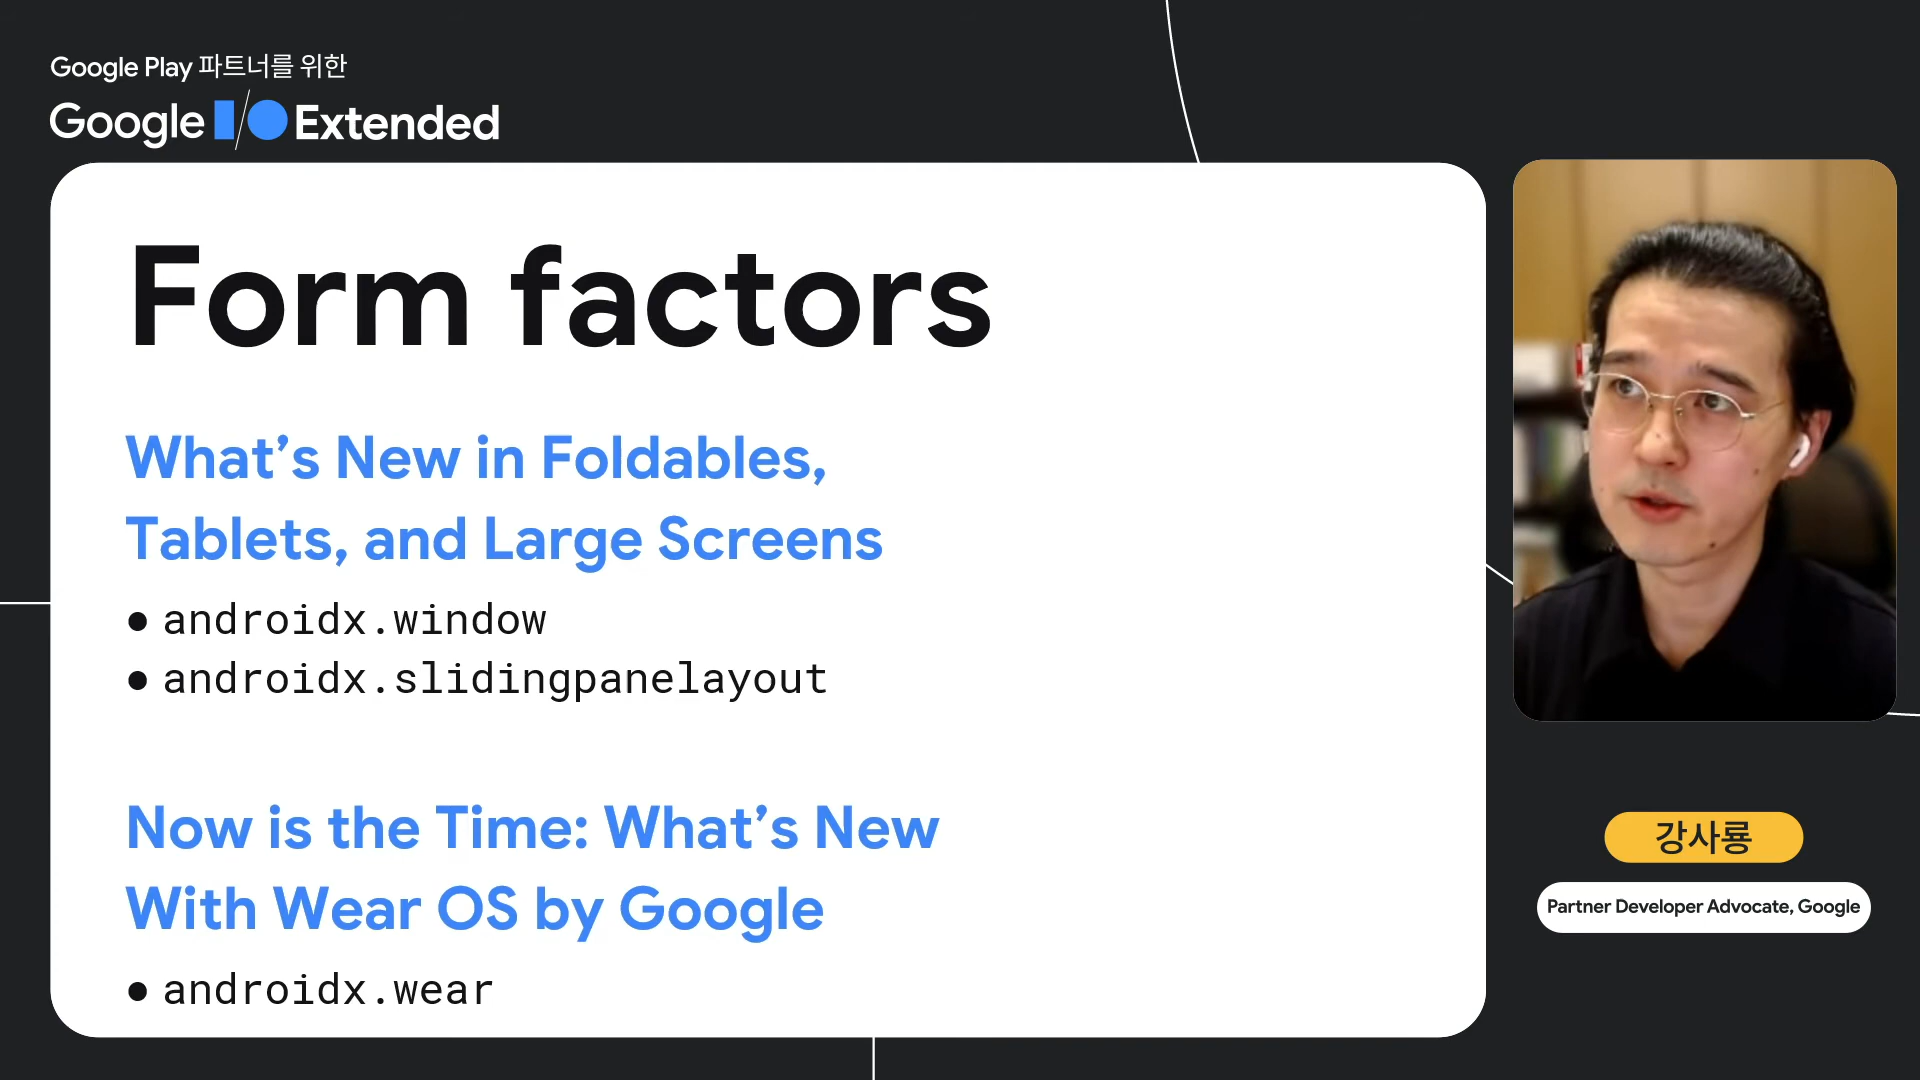 Google Play 파트너를 위한
Google I/O Extended
Form factors
What’s New in Foldables,
Tablets, and Large Screens
● androidx.window
● androidx.slidingpanelayout
Now is the Time: What’s New
With Wear OS by Google
● androidx.wear
강사룡
Partner Developer Advocate, Google